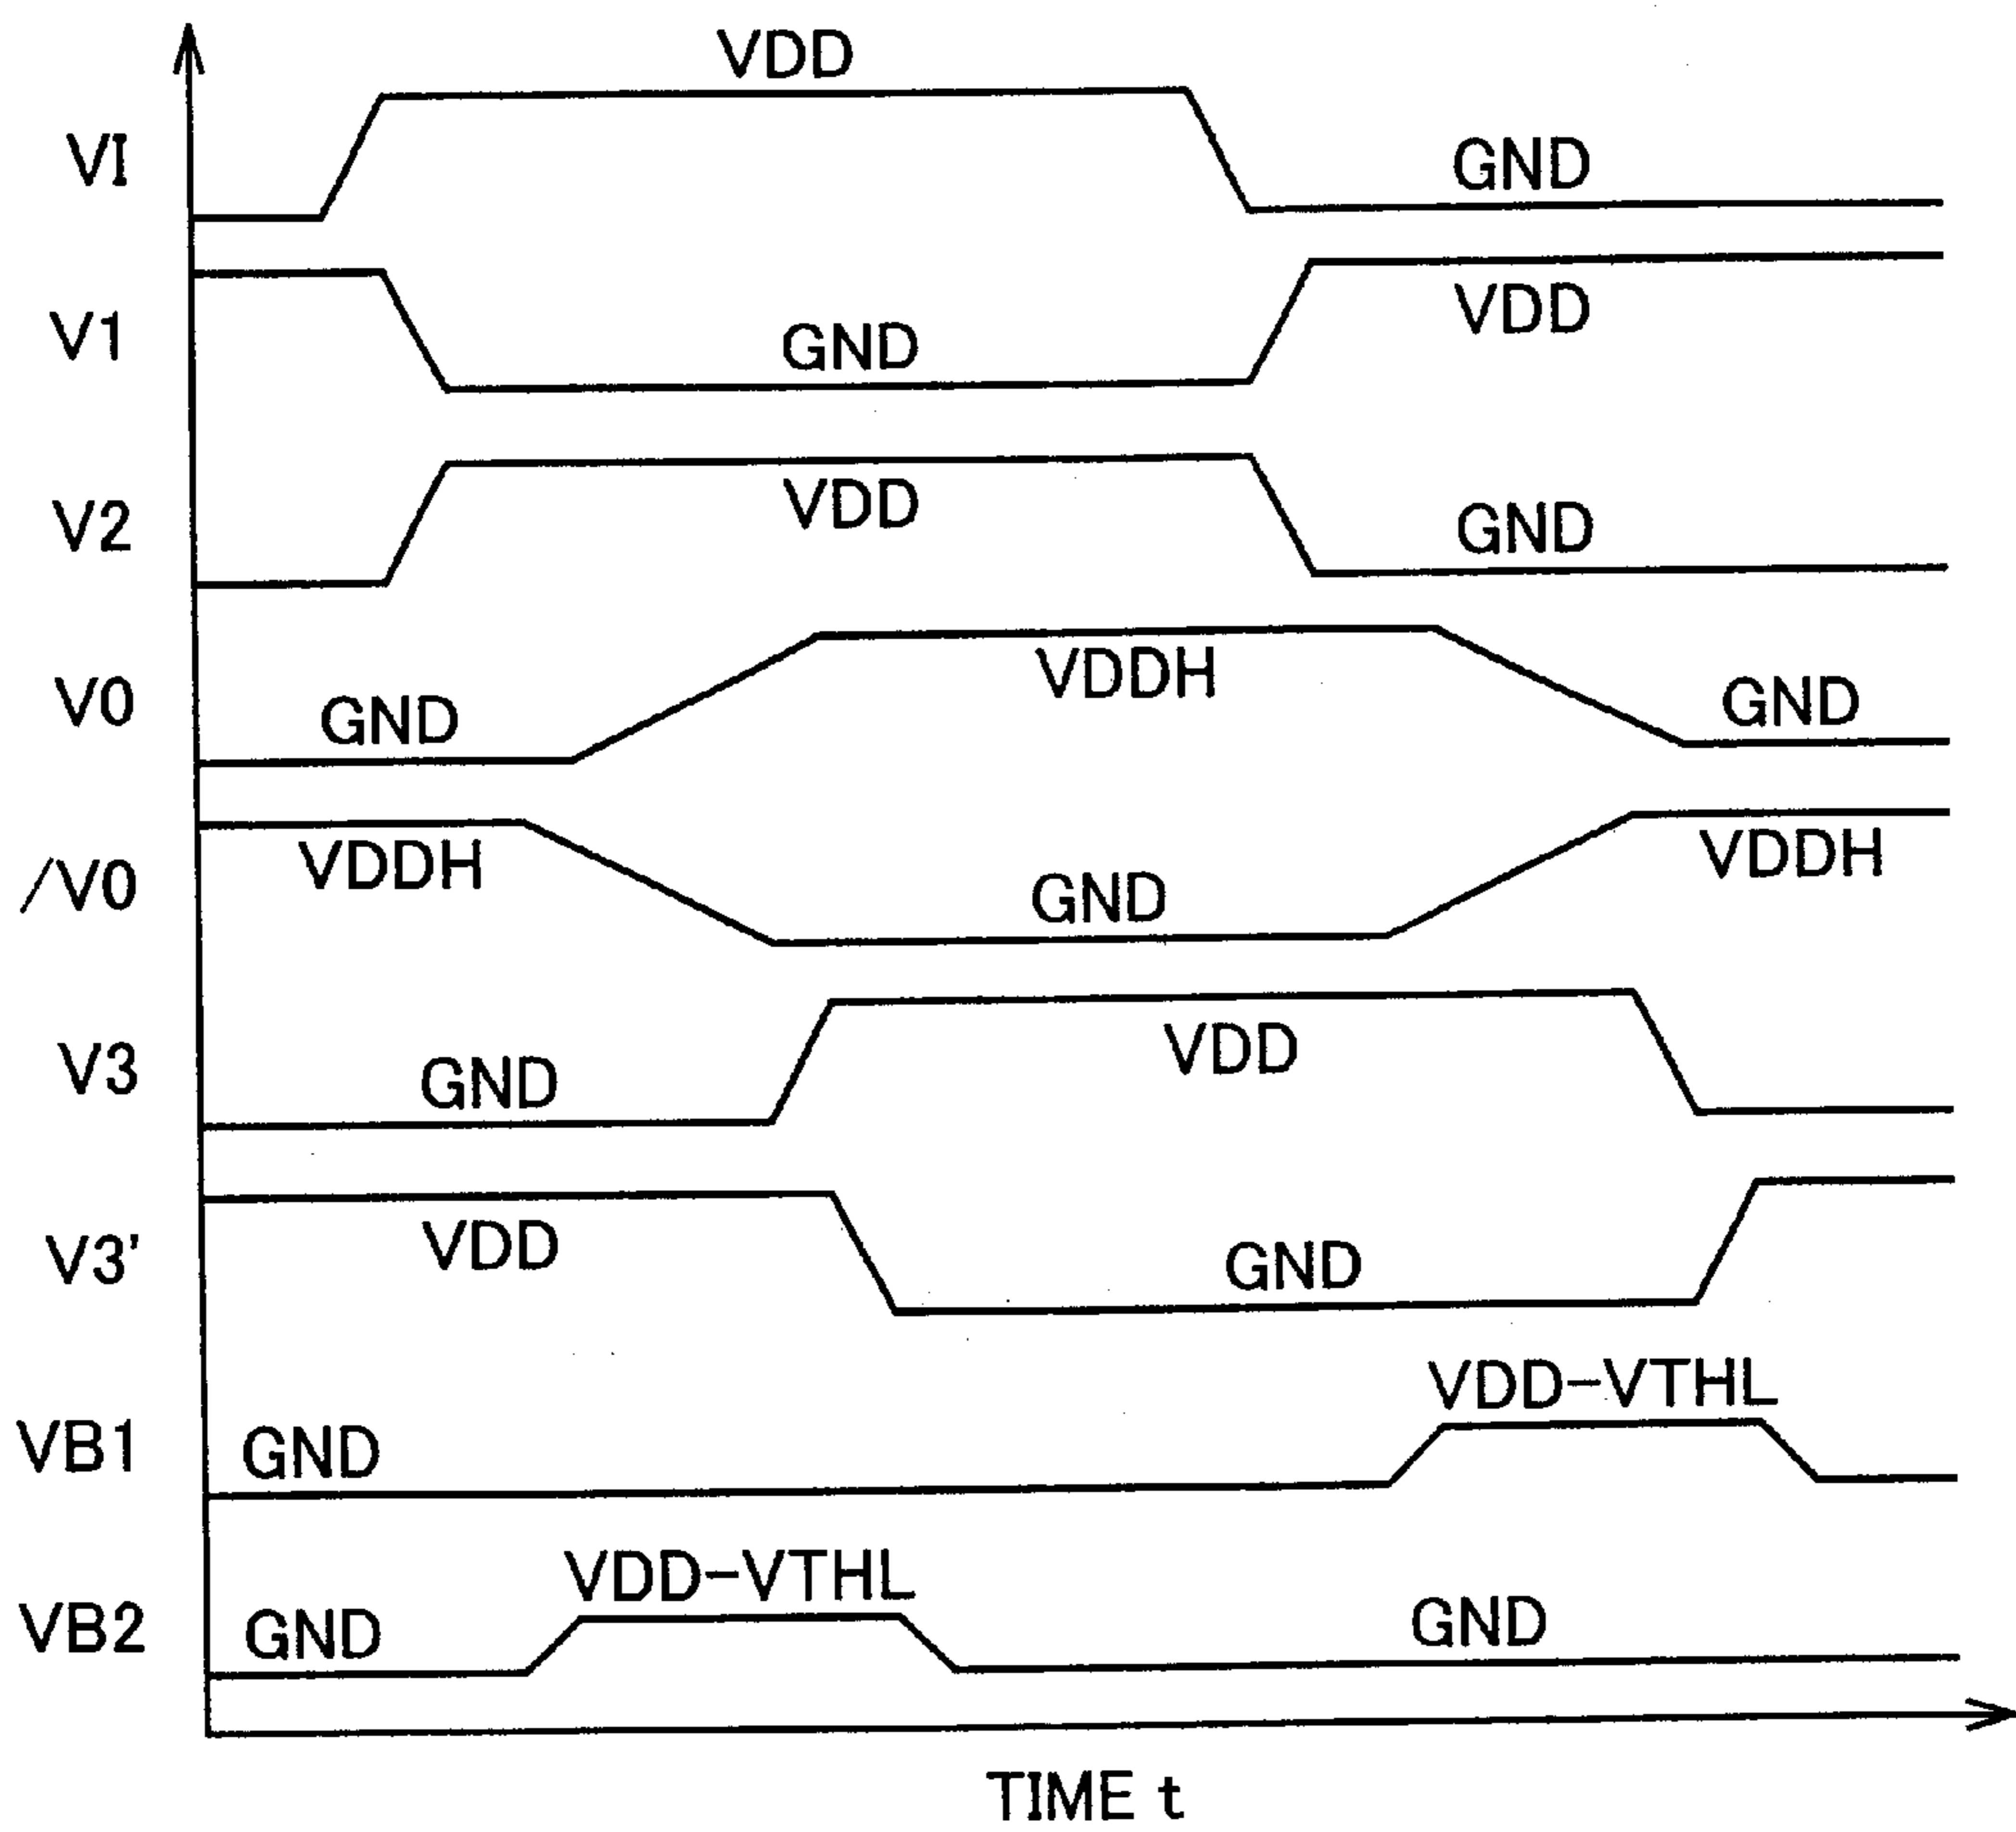 VDD
VI
GND
V1
GND
VDD
V2
VDD
GND
V0
GND
VDDH
GND
/V0
VDDH
GND
VDDH
V3
GND
VDD
V3'
VDD
GND
VB1
GND
VDD-VTHL
VB2
GND
VDD-VTHL
GND
TIME t